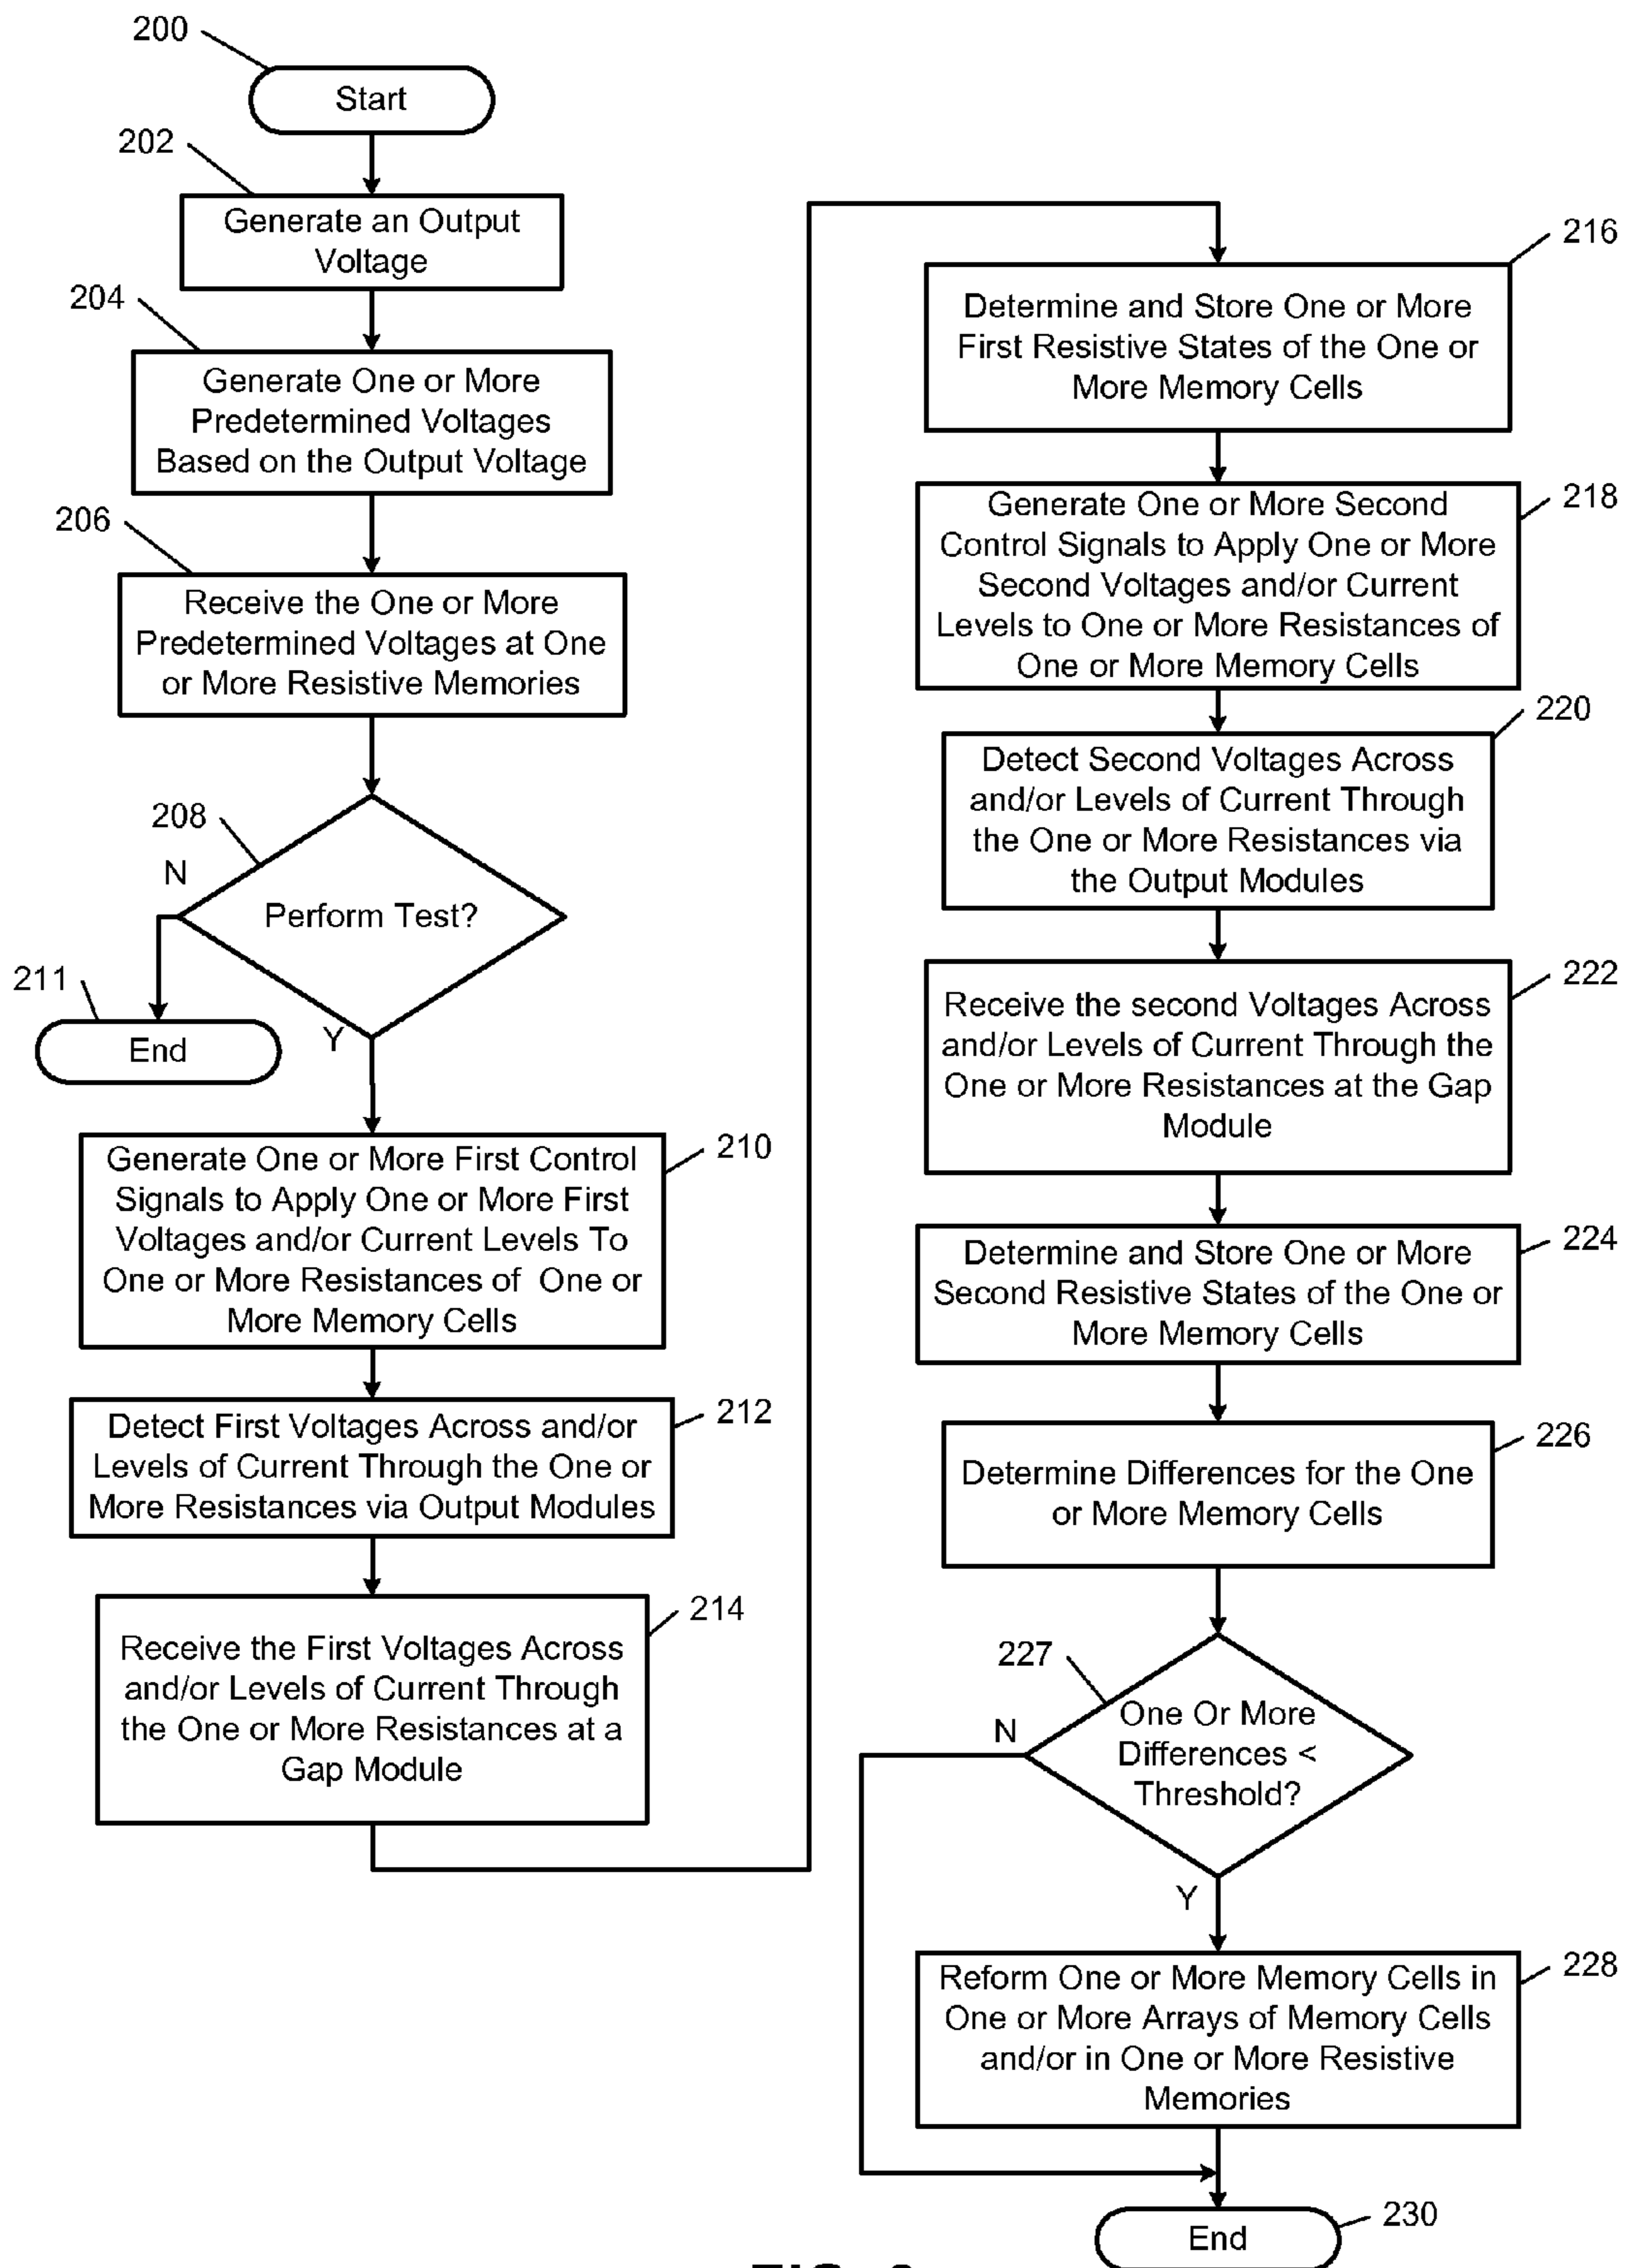 200
Start
202
Generate an Output
Voltage
204
Generate One or More
Predetermined Voltages
Based on the Output Voltage
206
Receive the One or More
Predetermined Voltages at One
or More Resistive Memories
208
N
Perform Test?
211
End
Y
210
Generate One or More First Control
Signals to Apply One or More First
Voltages and/or Current Levels To
One or More Resistances of One or
More Memory Cells
212
Detect First Voltages Across and/or
Levels of Current Through the One or
More Resistances via Output Modules
214
Receive the First Voltages Across
and/or Levels of Current Through
the One or More Resistances at a
Gap Module
216
Determine and Store One or More
First Resistive States of the One or
More Memory Cells
218
Generate One or More Second
Control Signals to Apply One or More
Second Voltages and/or Current
Levels to One or More Resistances of
One or More Memory Cells
220
Detect Second Voltages Across
and/or Levels of Current Through
the One or More Resistances via
the Output Modules
222
Receive the second Voltages Across
and/or Levels of Current Through the
One or More Resistances at the Gap
Module
224
Determine and Store One or More
Second Resistive States of the One or
More Memory Cells
226
Determine Differences for the One
or More Memory Cells
227
N
One Or More
Differences <
Threshold?
Y
228
Reform One or More Memory Cells in
One or More Arrays of Memory Cells
and/or in One or More Resistive
Memories
230
End